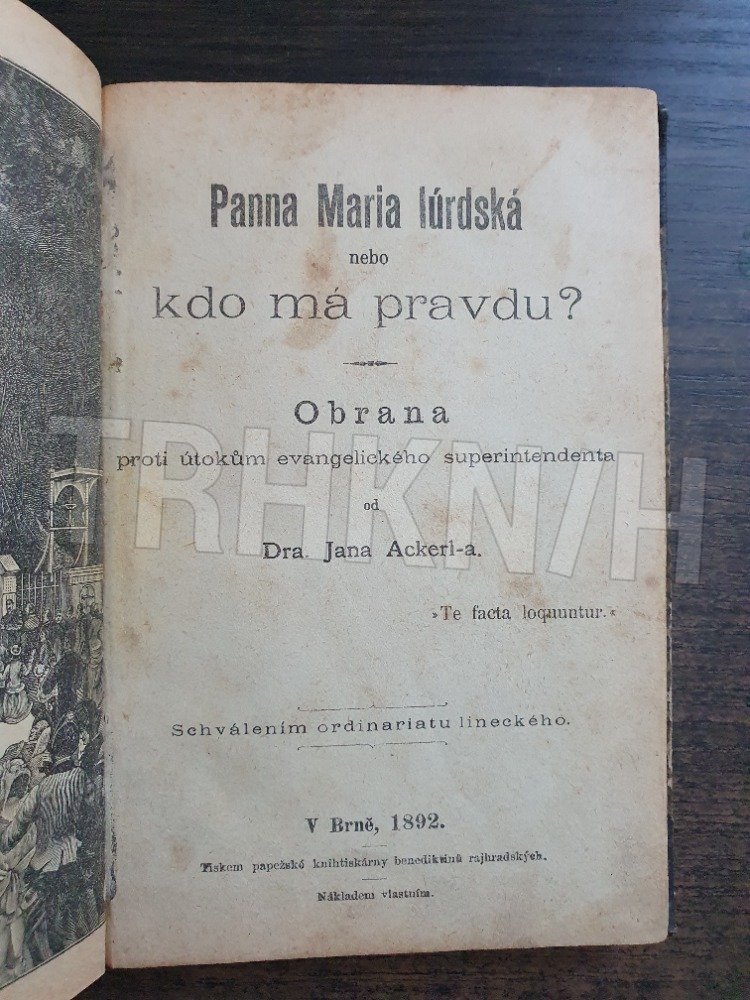 Panna Maria lúrdská
nebo
kdo má pravdu?
Obrana
proti útokům evangelického superintendenta
od
Dra. Jana Ackerl-a.
»Te facta loquuntur.«
Schválením ordinariatu lineckého.
V Brně, 1892.
Tiskem papežské knihtiskárny benediktinů rajhradských.
Nákladem vlastním.
TRHKNIH